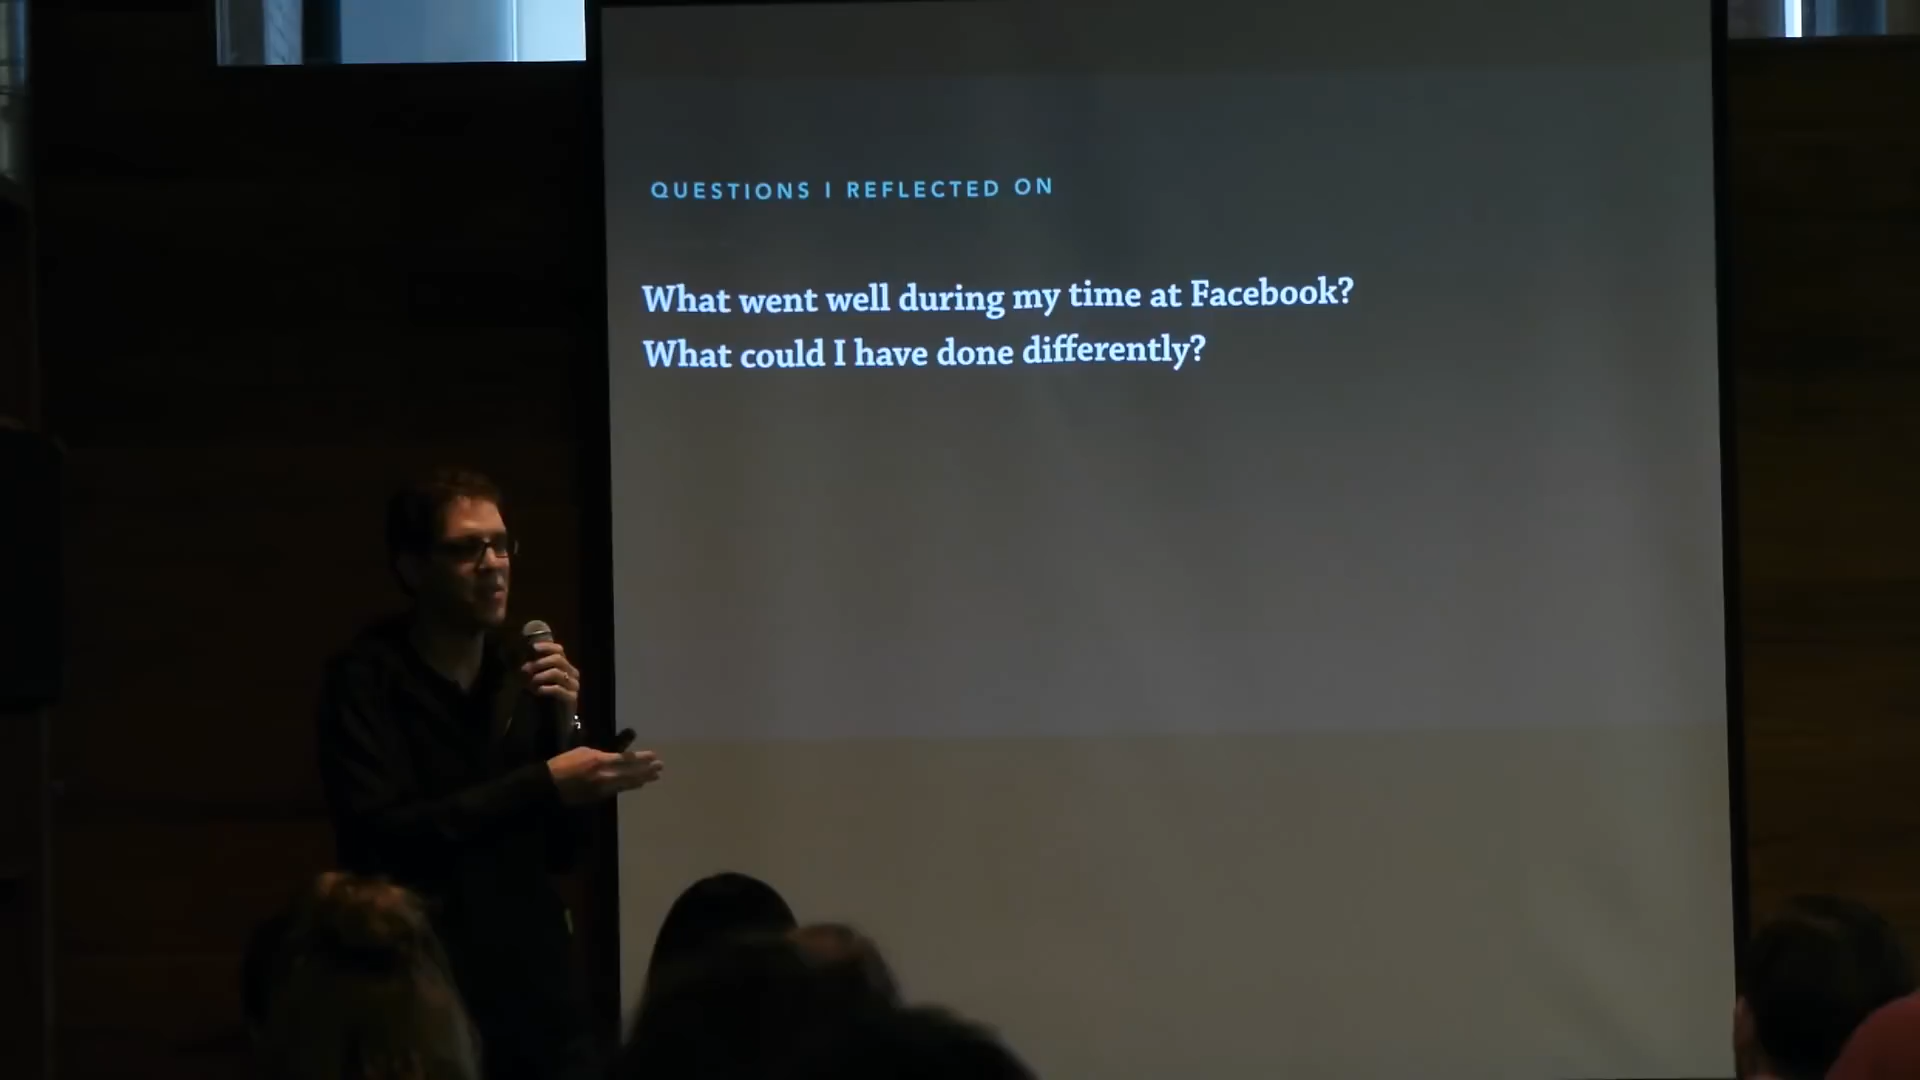 QUESTIONS I REFLECTED ON
What went well during my time at Facebook?
What could I have done differently?